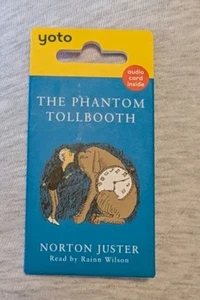 yoto
audio
card
inside
THE PHANTOM
TOLLBOOTH
NORTON JUSTER
Read by Rainn Wilson